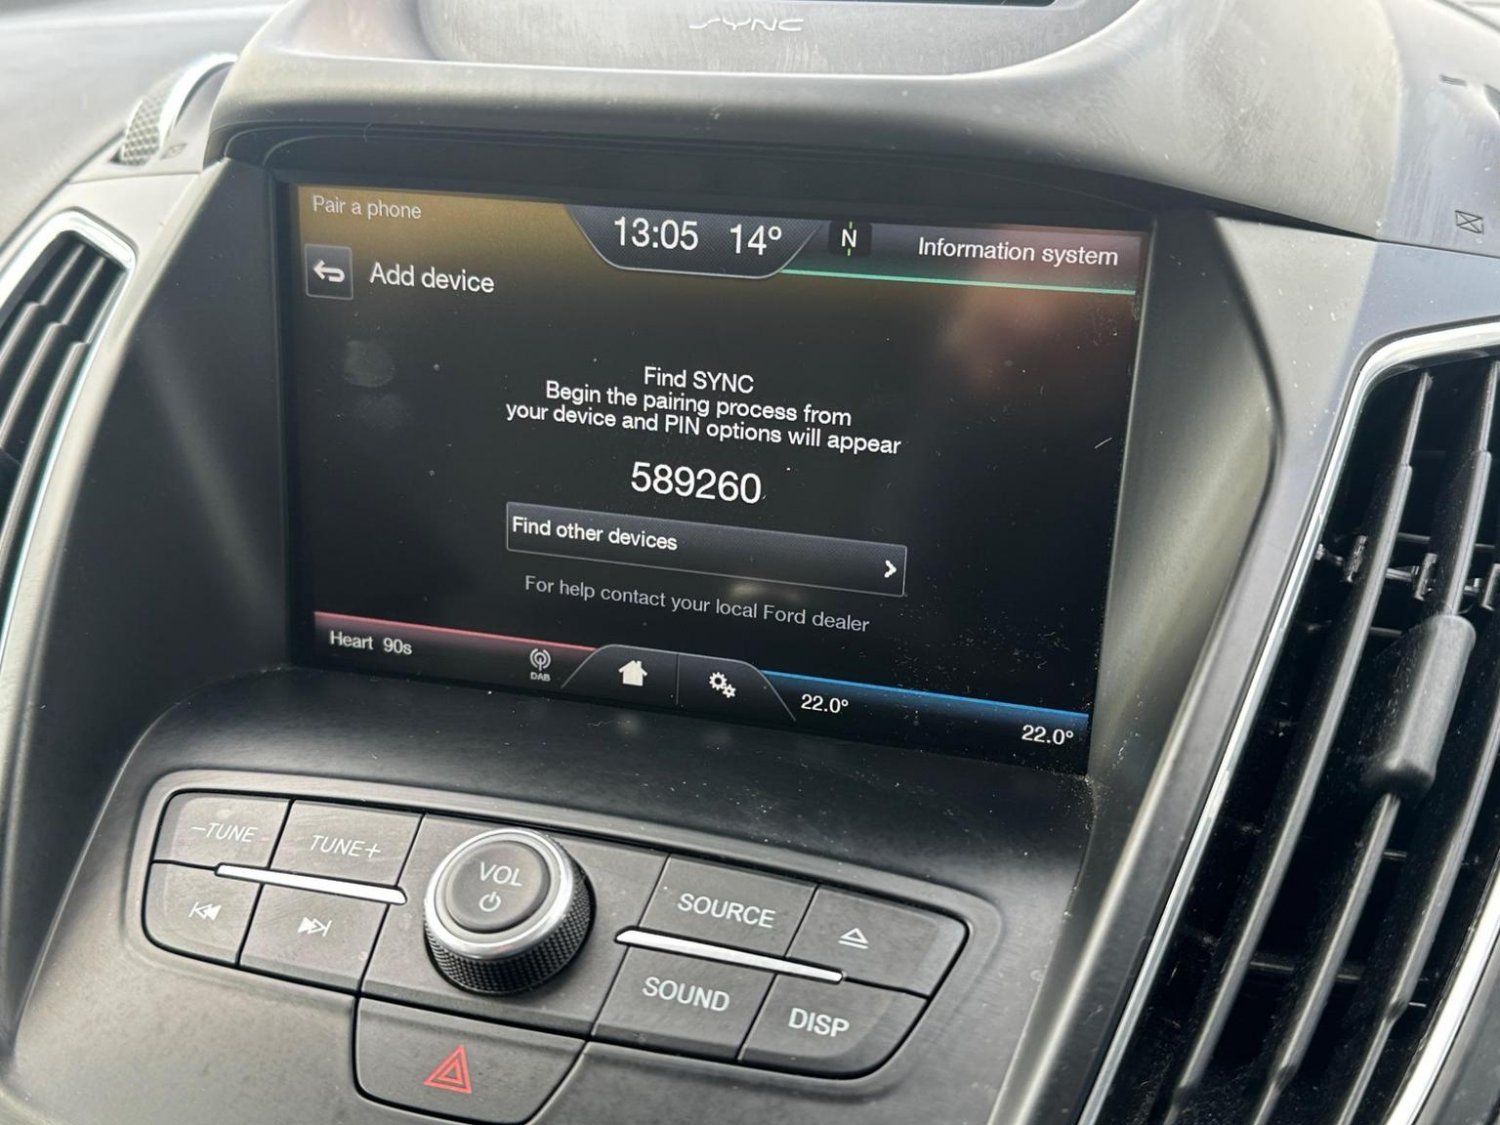 SYNC
Pair a phone
13:05 14° N Information system
Add device
Find SYNC
Begin the pairing process from
your device and PIN options will appear
589260
Find other devices
For help contact your local Ford dealer
Heart 90s
DAB
22.0°
22.0°
-TUNE
TUNE+
VOL
SOURCE
SOUND
DISP